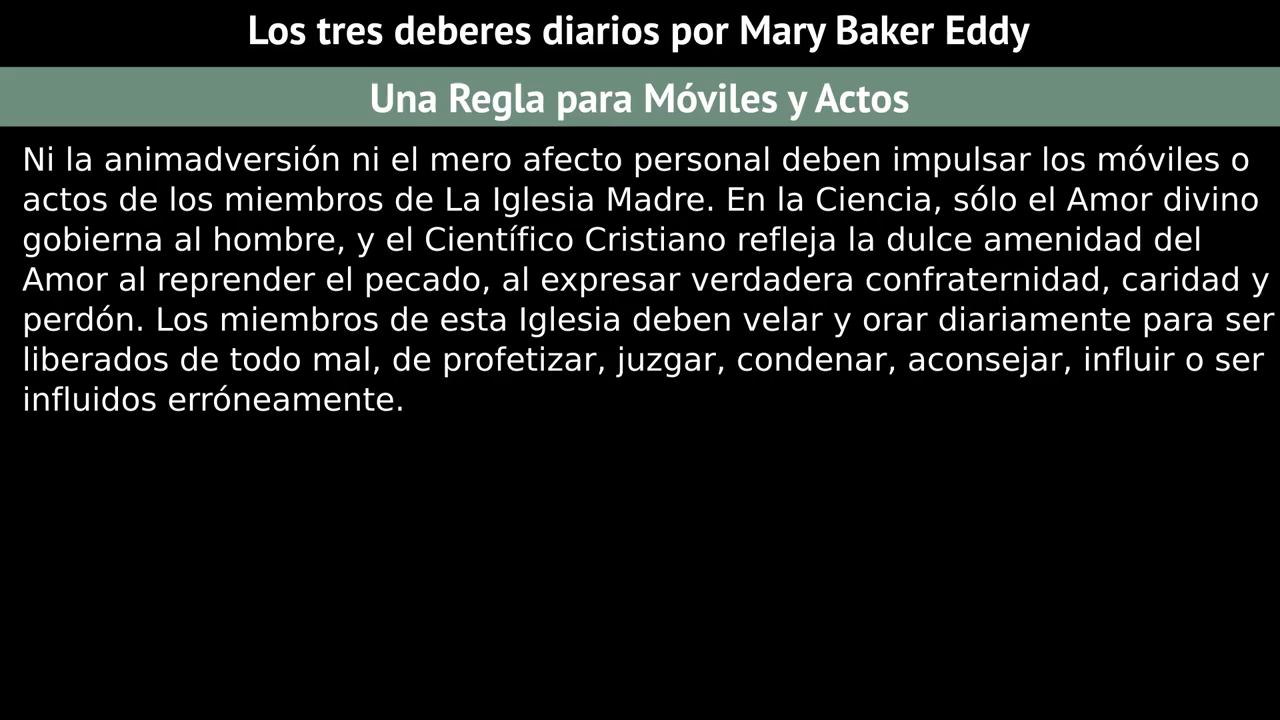 Los tres deberes diarios por Mary Baker Eddy
Una Regla para Móviles y Actos
Ni la animadversión ni el mero afecto personal deben impulsar los móviles o
actos de los miembros de La Iglesia Madre. En la Ciencia, sólo el Amor divino
gobierna al hombre, y el Científico Cristiano refleja la dulce amenidad del
Amor al reprender el pecado, al expresar verdadera confraternidad, caridad y
perdón. Los miembros de esta Iglesia deben velar y orar diariamente para ser
liberados de todo mal, de profetizar, juzgar, condenar, aconsejar, influir o ser
influidos erróneamente.